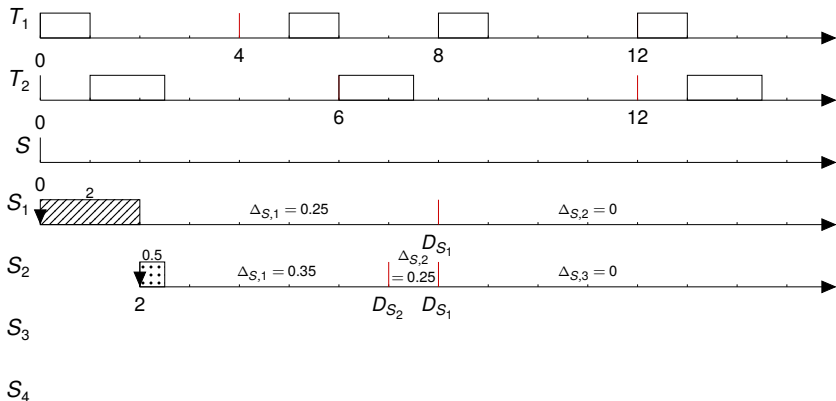 T1
0 4 8 12
T2
0 6 12
S
0
S1
2
ΔS,1 = 0.25 ΔS,2 = 0
DS1
S2
0.5
ΔS,1 = 0.35 ΔS,2 = 0.25 ΔS,3 = 0
2 DS2 DS1
S3
S4